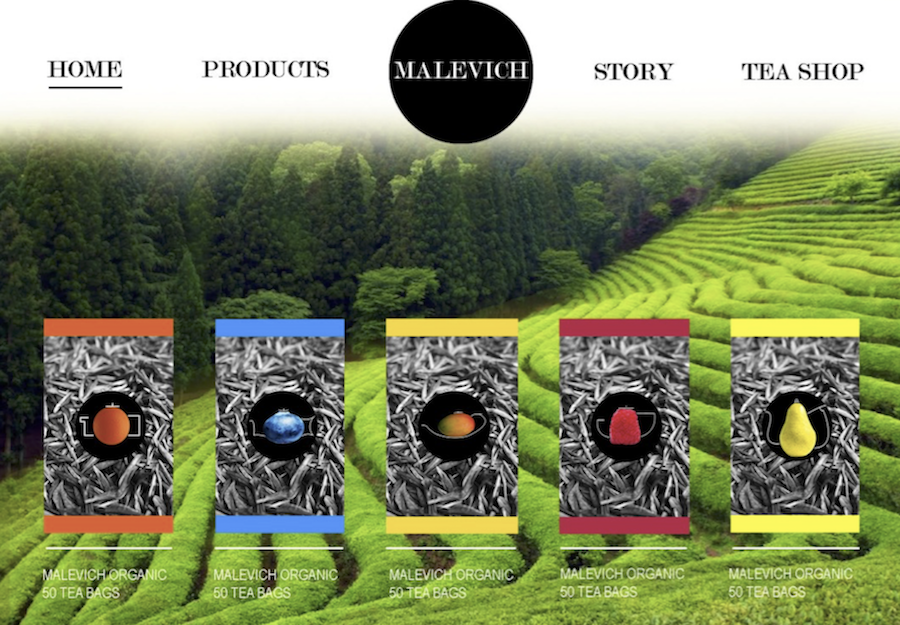 HOME
PRODUCTS
MALEVICH
STORY
TEA SHOP
MALEVICH ORGANIC
50 TEA BAGS
MALEVICH ORGANIC
50 TEA BAGS
MALEVICH ORGANIC
50 TEA BAGS
MALEVICH ORGANIC
50 TEA BAGS
MALEVICH ORGANIC
50 TEA BAGS